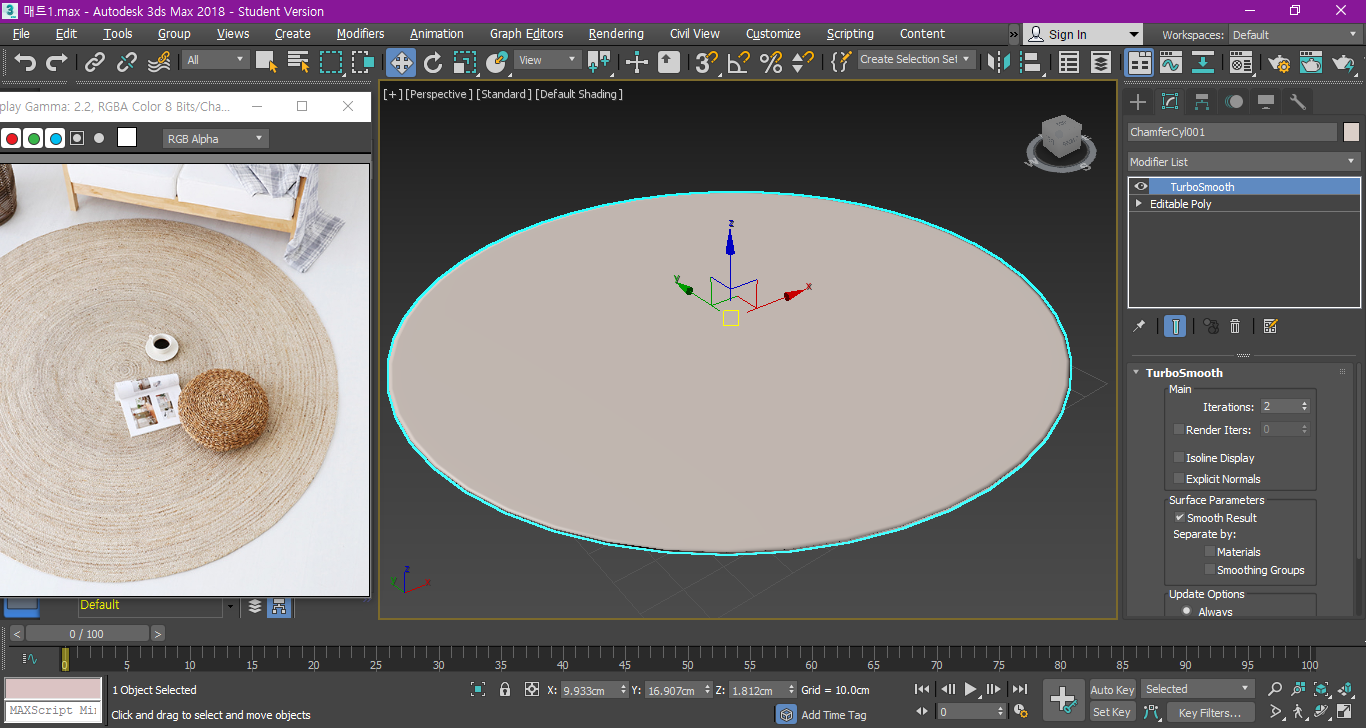 매트1.max - Autodesk 3ds Max 2018 - Student Version
File Edit Tools Group Views Create Modifiers Animation Graph Editors Rendering Civil View Customize Scripting Content » Sign In Workspaces: Default
All View Create Selection Set
play Gamma: 2.2, RGBA Color 8 Bits/Cha...
RGB Alpha
[+] [Perspective ] [Standard ] [Default Shading ]
W S
z
y x
z
y x
ChamferCyl001
Modifier List
TurboSmooth
Editable Poly
TurboSmooth
Main
Iterations: 2
Render Iters: 0
Isoline Display
Explicit Normals
Surface Parameters
Smooth Result
Separate by:
Materials
Smoothing Groups
Update Options
Always
Default
< 0 / 100 >
0 5 10 15 20 25 30 35 40 45 50 55 60 65 70 75 80 85 90 95 100
1 Object Selected X: 9.933cm Y: 16.907cm Z: 1.812cm Grid = 10.0cm Auto Key Selected
MAXScript Mi
Click and drag to select and move objects Add Time Tag 0 Set Key Key Filters...